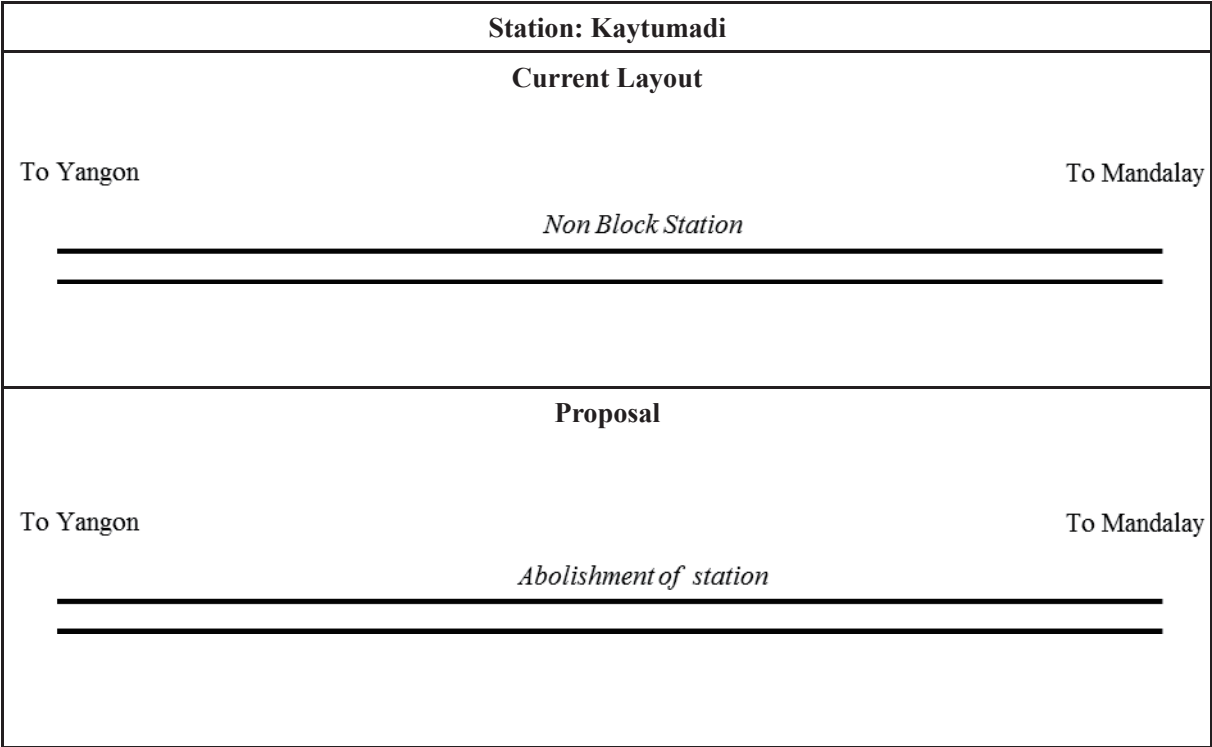 Station: Kaytumadi
Current Layout
To Yangon
To Mandalay
Non Block Station
Proposal
To Yangon
To Mandalay
Abolishment of station